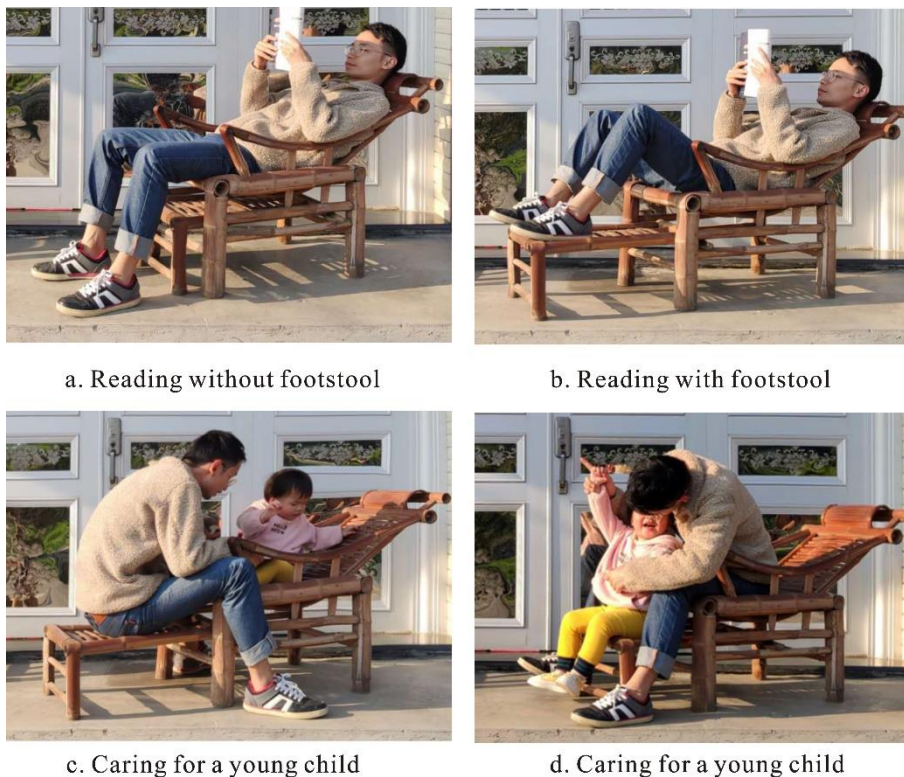 a. Reading without footstool
b. Reading with footstool
c. Caring for a young child
d. Caring for a young child